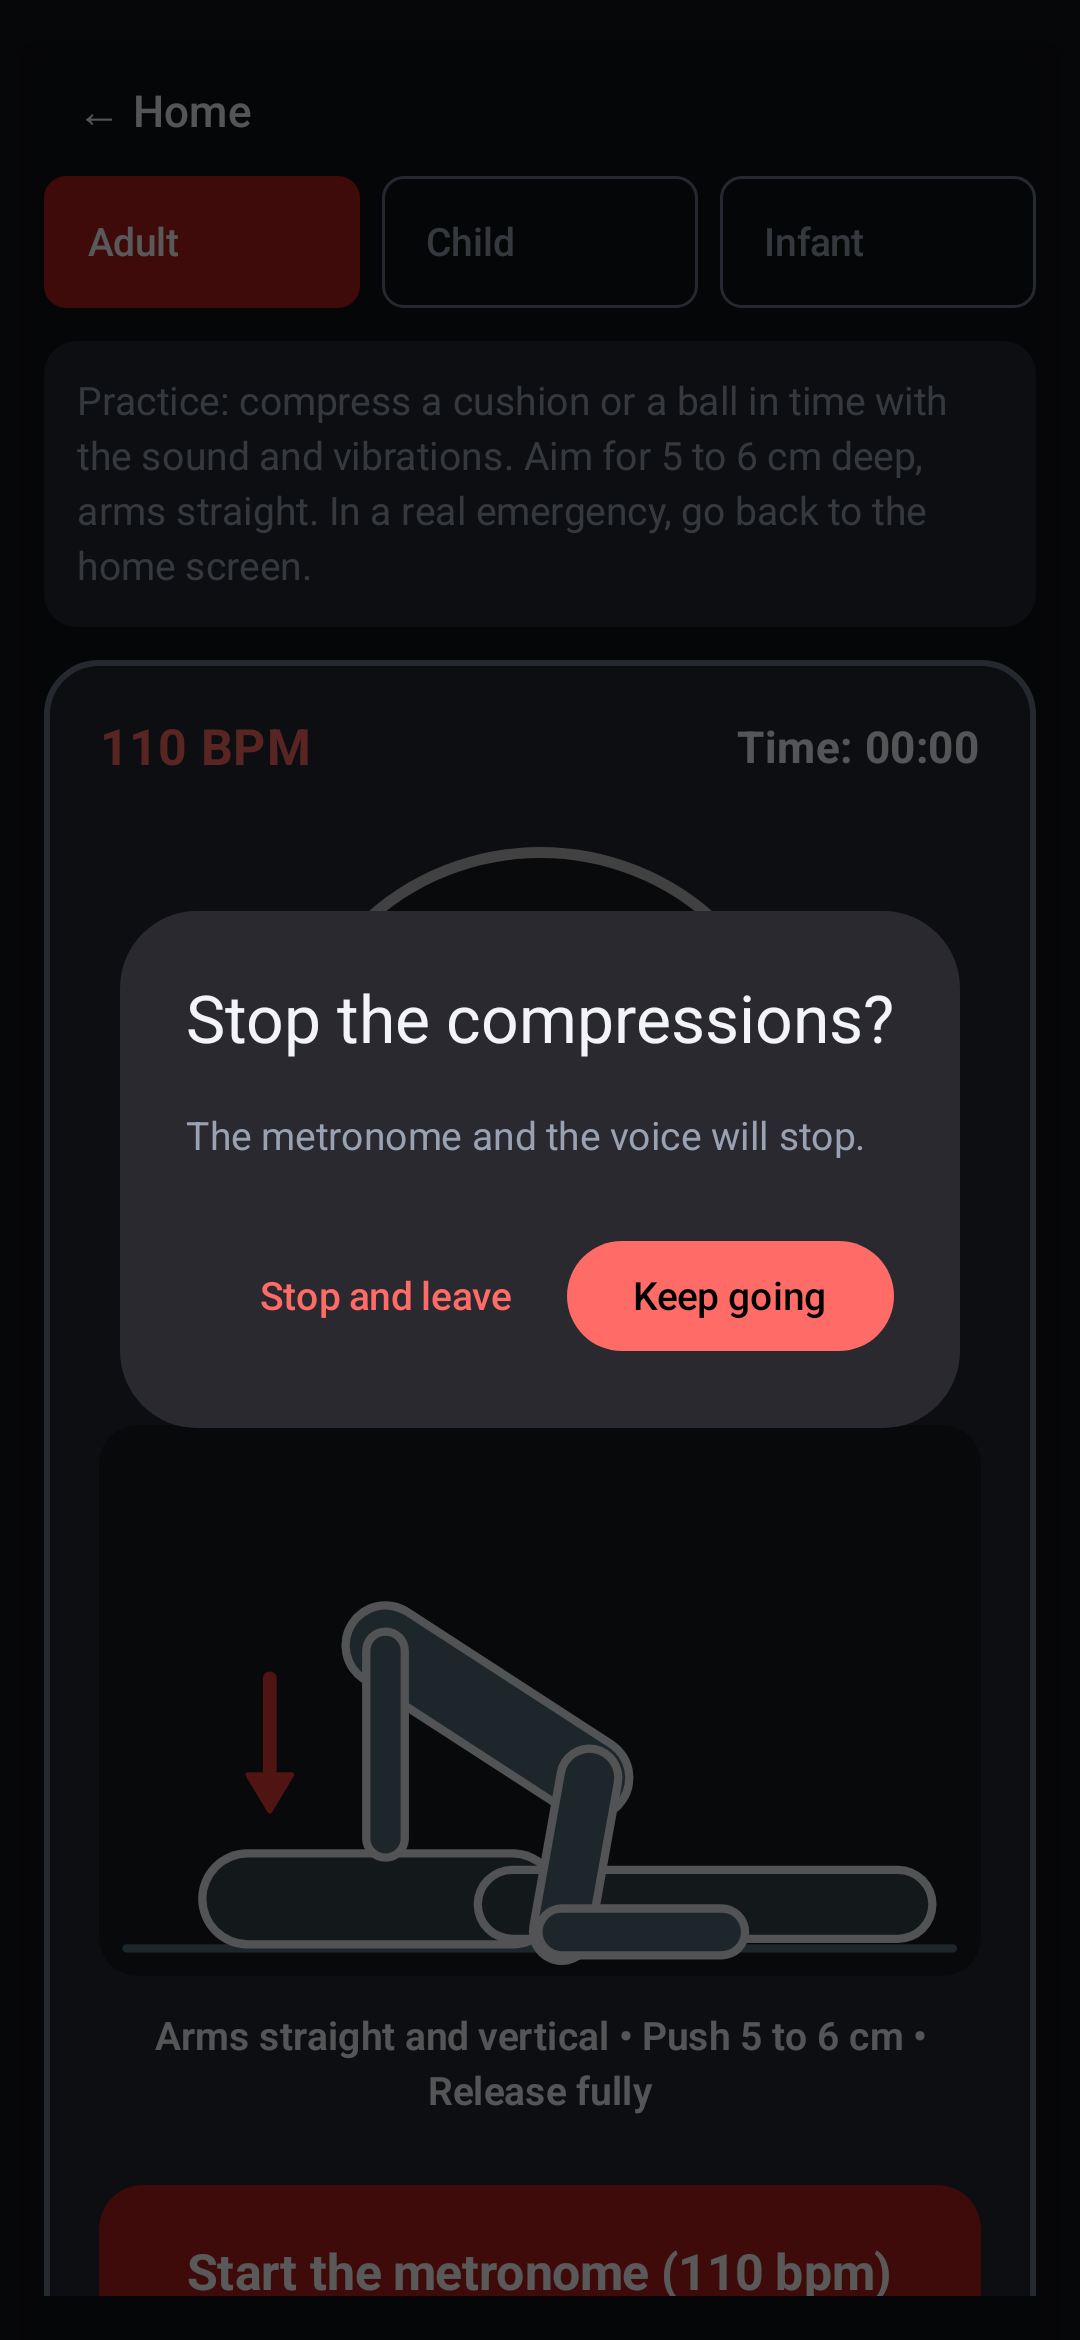 ← Home
Adult
Child
Infant
Practice: compress a cushion or a ball in time with
the sound and vibrations. Aim for 5 to 6 cm deep,
arms straight. In a real emergency, go back to the
home screen.
110 BPM
Time: 00:00
Stop the compressions?
The metronome and the voice will stop.
Stop and leave
Keep going
Arms straight and vertical • Push 5 to 6 cm •
Release fully
Start the metronome (110 bpm)